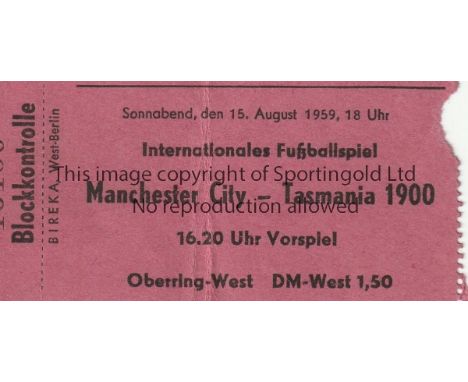 Blockkontrolle
BIREKA, West-Berlin
Sonnabend, den 15. August 1959, 18 Uhr
Internationales Fußballspiel
This image copyright of Sportingold Ltd
Manchester City – Tasmania 1900
No reproduction allowed
16.20 Uhr Vorspiel
Oberring-West DM-West 1,50